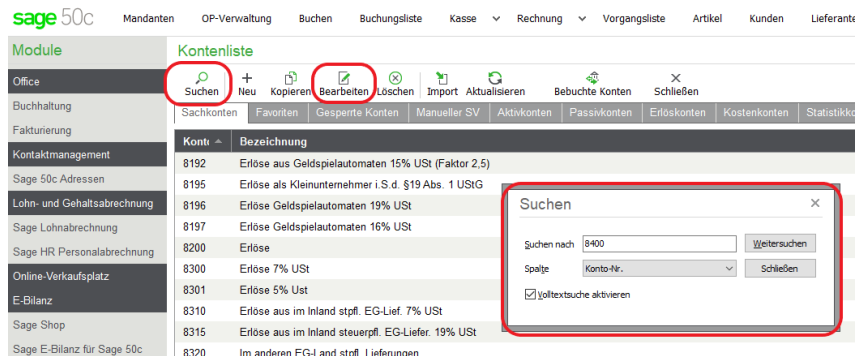 sage 50c Mandanten OP-Verwaltung Buchen Buchungsliste Kasse Rechnung Vorgangsliste Artikel Kunden Lieferante
Module
Kontenliste
Suchen Neu Kopieren Bearbeiten Löschen Import Aktualisieren Bebuchte Konten Schließen
Sachkonten Favoriten Gesperrte Konten Manueller SV Aktivkonten Passivkonten Erlöskonten Kostenkonten Statistikko
Konto Bezeichnung
8192 Erlöse aus Geldspielautomaten 15% USt (Faktor 2,5)
8195 Erlöse als Kleinunternehmer i.S.d. §19 Abs. 1 UStG
8196 Erlöse Geldspielautomaten 19% USt
8197 Erlöse Geldspielautomaten 16% USt
8200 Erlöse
8300 Erlöse 7% USt
8301 Erlöse 5% Ust
8310 Erlöse aus im Inland stpfl. EG-Lief. 7% USt
8315 Erlöse aus im Inland steuerpfl. EG-Liefer. 19% USt
8320 Im anderen EG-Land stpfl. Lieferungen
Office
Buchhaltung
Fakturierung
Kontaktmanagement
Sage 50c Adressen
Lohn- und Gehaltsabrechnung
Sage Lohnabrechnung
Sage HR Personalabrechnung
Online-Verkaufsplatz
E-Bilanz
Sage Shop
Sage E-Bilanz für Sage 50c
Suchen
Suchen nach 8400 Weitersuchen
Spalte Konto-Nr. Schließen
Volltextsuche aktivieren